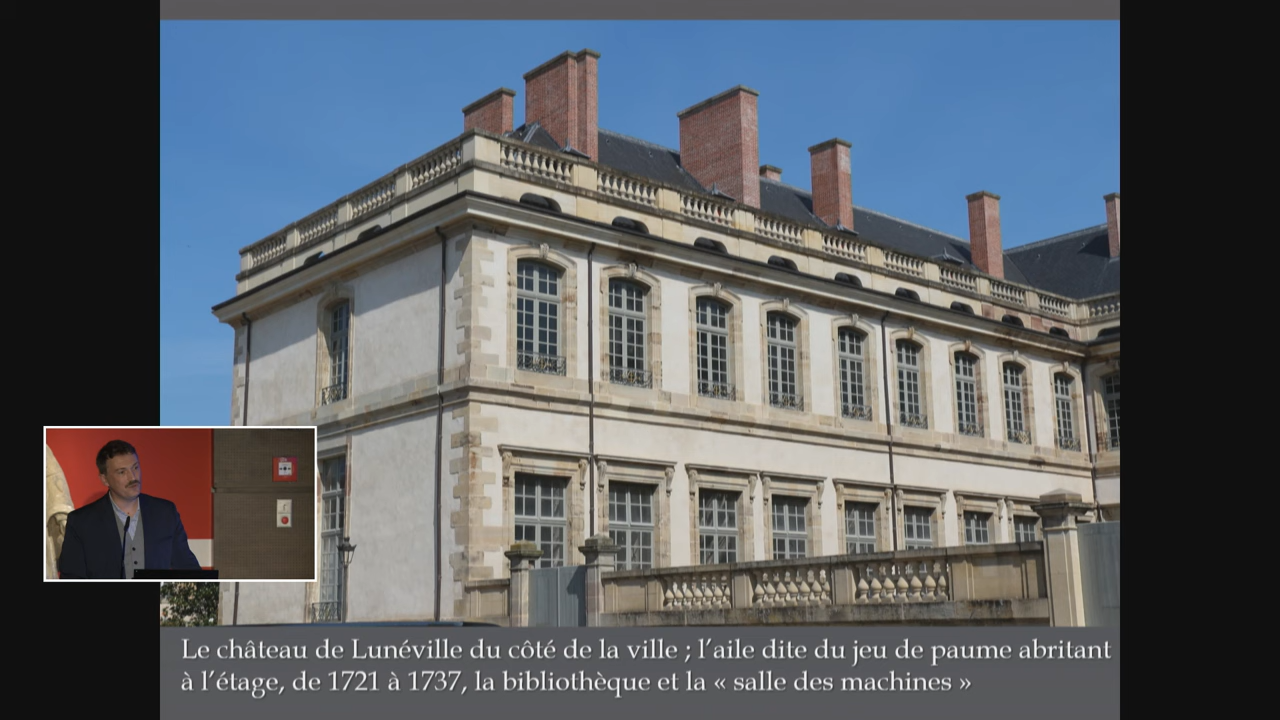 Le château de Lunéville du côté de la ville ; l’aile dite du jeu de paume abritant
à l’étage, de 1721 à 1737, la bibliothèque et la « salle des machines »